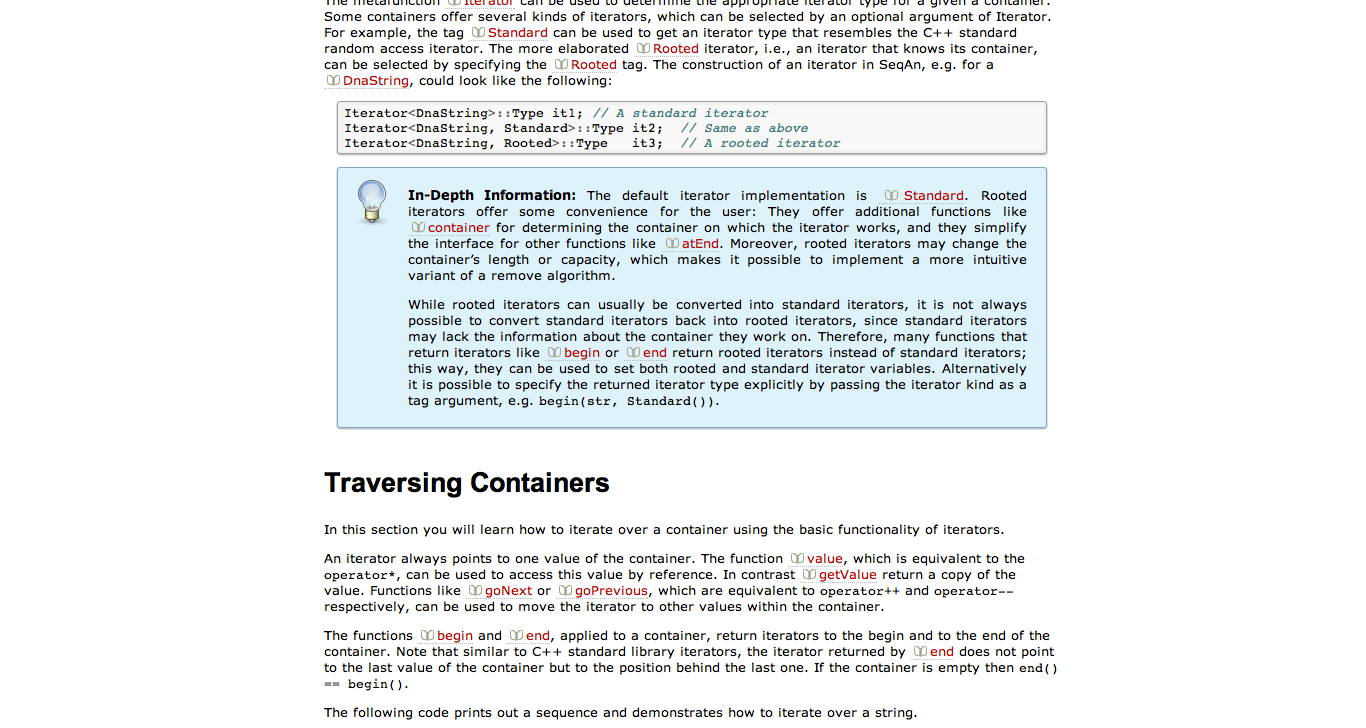 The metafunction Iterator can be used to determine the appropriate iterator type for a given a container.
Some containers offer several kinds of iterators, which can be selected by an optional argument of Iterator.
For example, the tag Standard can be used to get an iterator type that resembles the C++ standard
random access iterator. The more elaborated Rooted iterator, i.e., an iterator that knows its container,
can be selected by specifying the Rooted tag. The construction of an iterator in SeqAn, e.g. for a
DnaString, could look like the following:
Iterator<DnaString>::Type it1; // A standard iterator
Iterator<DnaString, Standard>::Type it2;  // Same as above
Iterator<DnaString, Rooted>::Type   it3;  // A rooted iterator
In-Depth Information: The default iterator implementation is Standard. Rooted
iterators offer some convenience for the user: They offer additional functions like
container for determining the container on which the iterator works, and they simplify
the interface for other functions like atEnd. Moreover, rooted iterators may change the
container's length or capacity, which makes it possible to implement a more intuitive
variant of a remove algorithm.
While rooted iterators can usually be converted into standard iterators, it is not always
possible to convert standard iterators back into rooted iterators, since standard iterators
may lack the information about the container they work on. Therefore, many functions that
return iterators like begin or end return rooted iterators instead of standard iterators;
this way, they can be used to set both rooted and standard iterator variables. Alternatively
it is possible to specify the returned iterator type explicitly by passing the iterator kind as a
tag argument, e.g. begin(str, Standard()).
Traversing Containers
In this section you will learn how to iterate over a container using the basic functionality of iterators.
An iterator always points to one value of the container. The function value, which is equivalent to the
operator*, can be used to access this value by reference. In contrast getValue return a copy of the
value. Functions like goNext or goPrevious, which are equivalent to operator++ and operator--
respectively, can be used to move the iterator to other values within the container.
The functions begin and end, applied to a container, return iterators to the begin and to the end of the
container. Note that similar to C++ standard library iterators, the iterator returned by end does not point
to the last value of the container but to the position behind the last one. If the container is empty then end()
== begin().
The following code prints out a sequence and demonstrates how to iterate over a string.